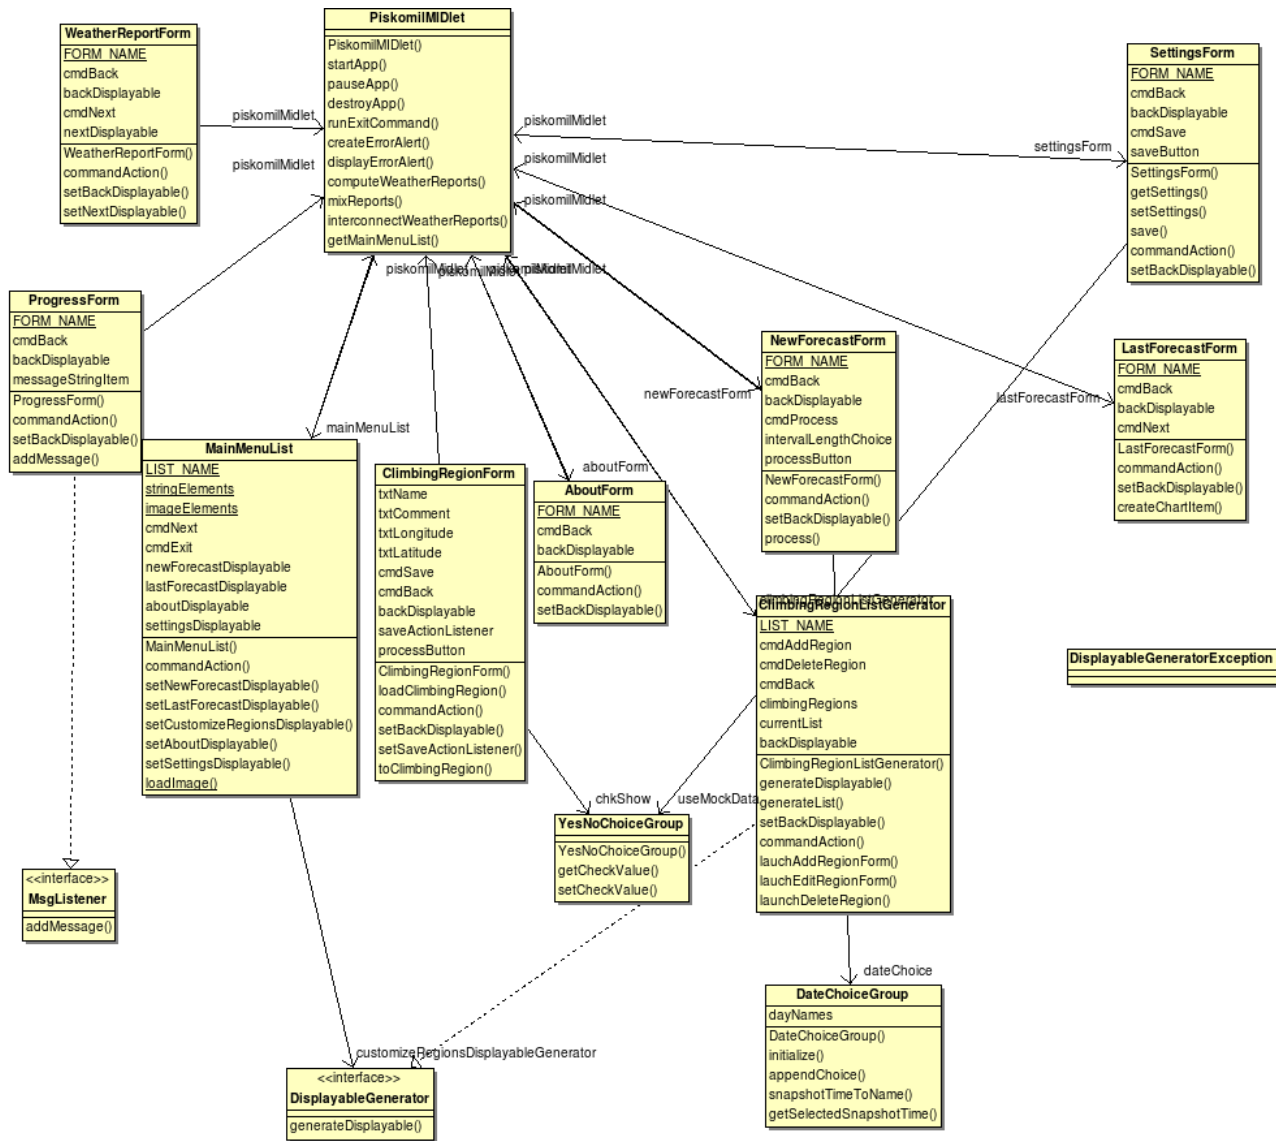 PiskomilMIDlet
PiskomilMIDlet()
startApp()
pauseApp()
destroyApp()
runExitCommand()
createErrorAlert()
displayErrorAlert()
computeWeatherReports()
mixReports()
interconnectWeatherReports()
getMainMenuList()
WeatherReportForm
FORM_NAME
cmdBack
backDisplayable
cmdNext
nextDisplayable
WeatherReportForm()
commandAction()
setBackDisplayable()
setNextDisplayable()
piskomilMidlet
piskomilMidlet
piskomilMidlet
piskomilMidlet
piskomilMidlet
settingsForm
SettingsForm
FORM_NAME
cmdBack
backDisplayable
cmdSave
saveButton
SettingsForm()
getSettings()
setSettings()
save()
commandAction()
setBackDisplayable()
piskomilMidlet
piskomilMidlet
piskomilMidlet
ProgressForm
FORM_NAME
cmdBack
backDisplayable
messageStringItem
ProgressForm()
commandAction()
setBackDisplayable()
addMessage()
NewForecastForm
FORM_NAME
cmdBack
backDisplayable
cmdProcess
intervalLengthChoice
processButton
NewForecastForm()
commandAction()
setBackDisplayable()
process()
LastForecastForm
FORM_NAME
cmdBack
backDisplayable
cmdNext
LastForecastForm()
commandAction()
setBackDisplayable()
createChartItem()
newForecastForm
lastForecastForm
mainMenuList
aboutForm
MainMenuList
LIST_NAME
stringElements
imageElements
cmdNext
cmdExit
newForecastDisplayable
lastForecastDisplayable
aboutDisplayable
settingsDisplayable
MainMenuList()
commandAction()
setNewForecastDisplayable()
setLastForecastDisplayable()
setCustomizeRegionsDisplayable()
setAboutDisplayable()
setSettingsDisplayable()
loadImage()
ClimbingRegionForm
txtName
txtComment
txtLongitude
txtLatitude
cmdSave
cmdBack
backDisplayable
saveActionListener
processButton
ClimbingRegionForm()
loadClimbingRegion()
commandAction()
setBackDisplayable()
setSaveActionListener()
toClimbingRegion()
AboutForm
FORM_NAME
cmdBack
backDisplayable
AboutForm()
commandAction()
setBackDisplayable()
climbingRegionListGenerator
ClimbingRegionListGenerator
LIST_NAME
cmdAddRegion
cmdDeleteRegion
cmdBack
climbingRegions
currentList
backDisplayable
ClimbingRegionListGenerator()
generateDisplayable()
generateList()
setBackDisplayable()
commandAction()
lauchAddRegionForm()
lauchEditRegionForm()
launchDeleteRegion()
DisplayableGeneratorException
chkShow
useMockData
YesNoChoiceGroup
YesNoChoiceGroup()
getCheckValue()
setCheckValue()
<<interface>>
MsgListener
addMessage()
dateChoice
DateChoiceGroup
dayNames
DateChoiceGroup()
initialize()
appendChoice()
snapshotTimeToName()
getSelectedSnapshotTime()
customizeRegionsDisplayableGenerator
<<interface>>
DisplayableGenerator
generateDisplayable()